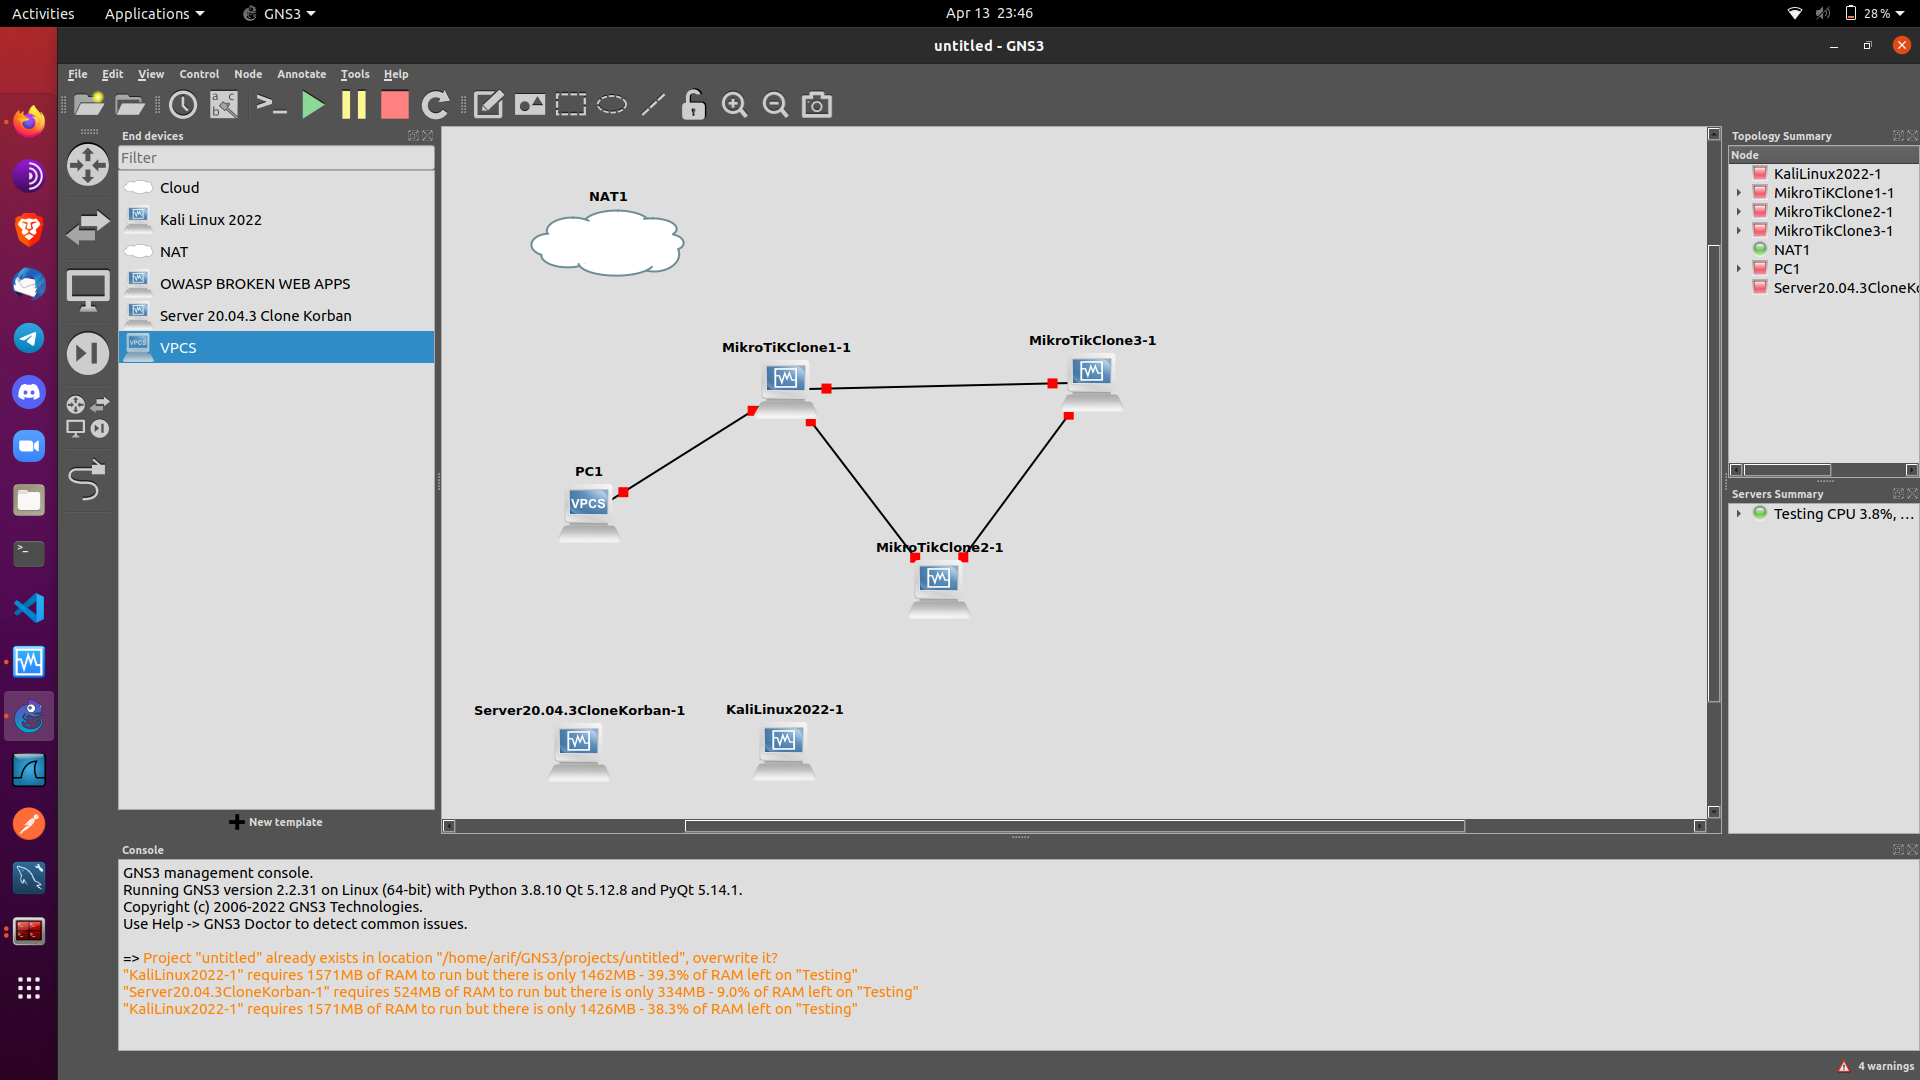 Activities
Applications
GNS3
Apr 13 23:46
28 %
untitled - GNS3
File Edit View Control Node Annotate Tools Help
End devices
Filter
Cloud
Kali Linux 2022
NAT
OWASP BROKEN WEB APPS
Server 20.04.3 Clone Korban
VPCS
New template
NAT1
MikroTiKClone1-1
MikroTikClone3-1
PC1
VPCS
MikroTikClone2-1
Server20.04.3CloneKorban-1
KaliLinux2022-1
Topology Summary
Node
KaliLinux2022-1
MikroTiKClone1-1
MikroTikClone2-1
MikroTikClone3-1
NAT1
PC1
Server20.04.3CloneKo
Servers Summary
Testing CPU 3.8%, ...
Console
GNS3 management console.
Running GNS3 version 2.2.31 on Linux (64-bit) with Python 3.8.10 Qt 5.12.8 and PyQt 5.14.1.
Copyright (c) 2006-2022 GNS3 Technologies.
Use Help -> GNS3 Doctor to detect common issues.
=> Project "untitled" already exists in location "/home/arif/GNS3/projects/untitled", overwrite it?
"KaliLinux2022-1" requires 1571MB of RAM to run but there is only 1462MB - 39.3% of RAM left on "Testing"
"Server20.04.3CloneKorban-1" requires 524MB of RAM to run but there is only 334MB - 9.0% of RAM left on "Testing"
"KaliLinux2022-1" requires 1571MB of RAM to run but there is only 1426MB - 38.3% of RAM left on "Testing"
4 warnings